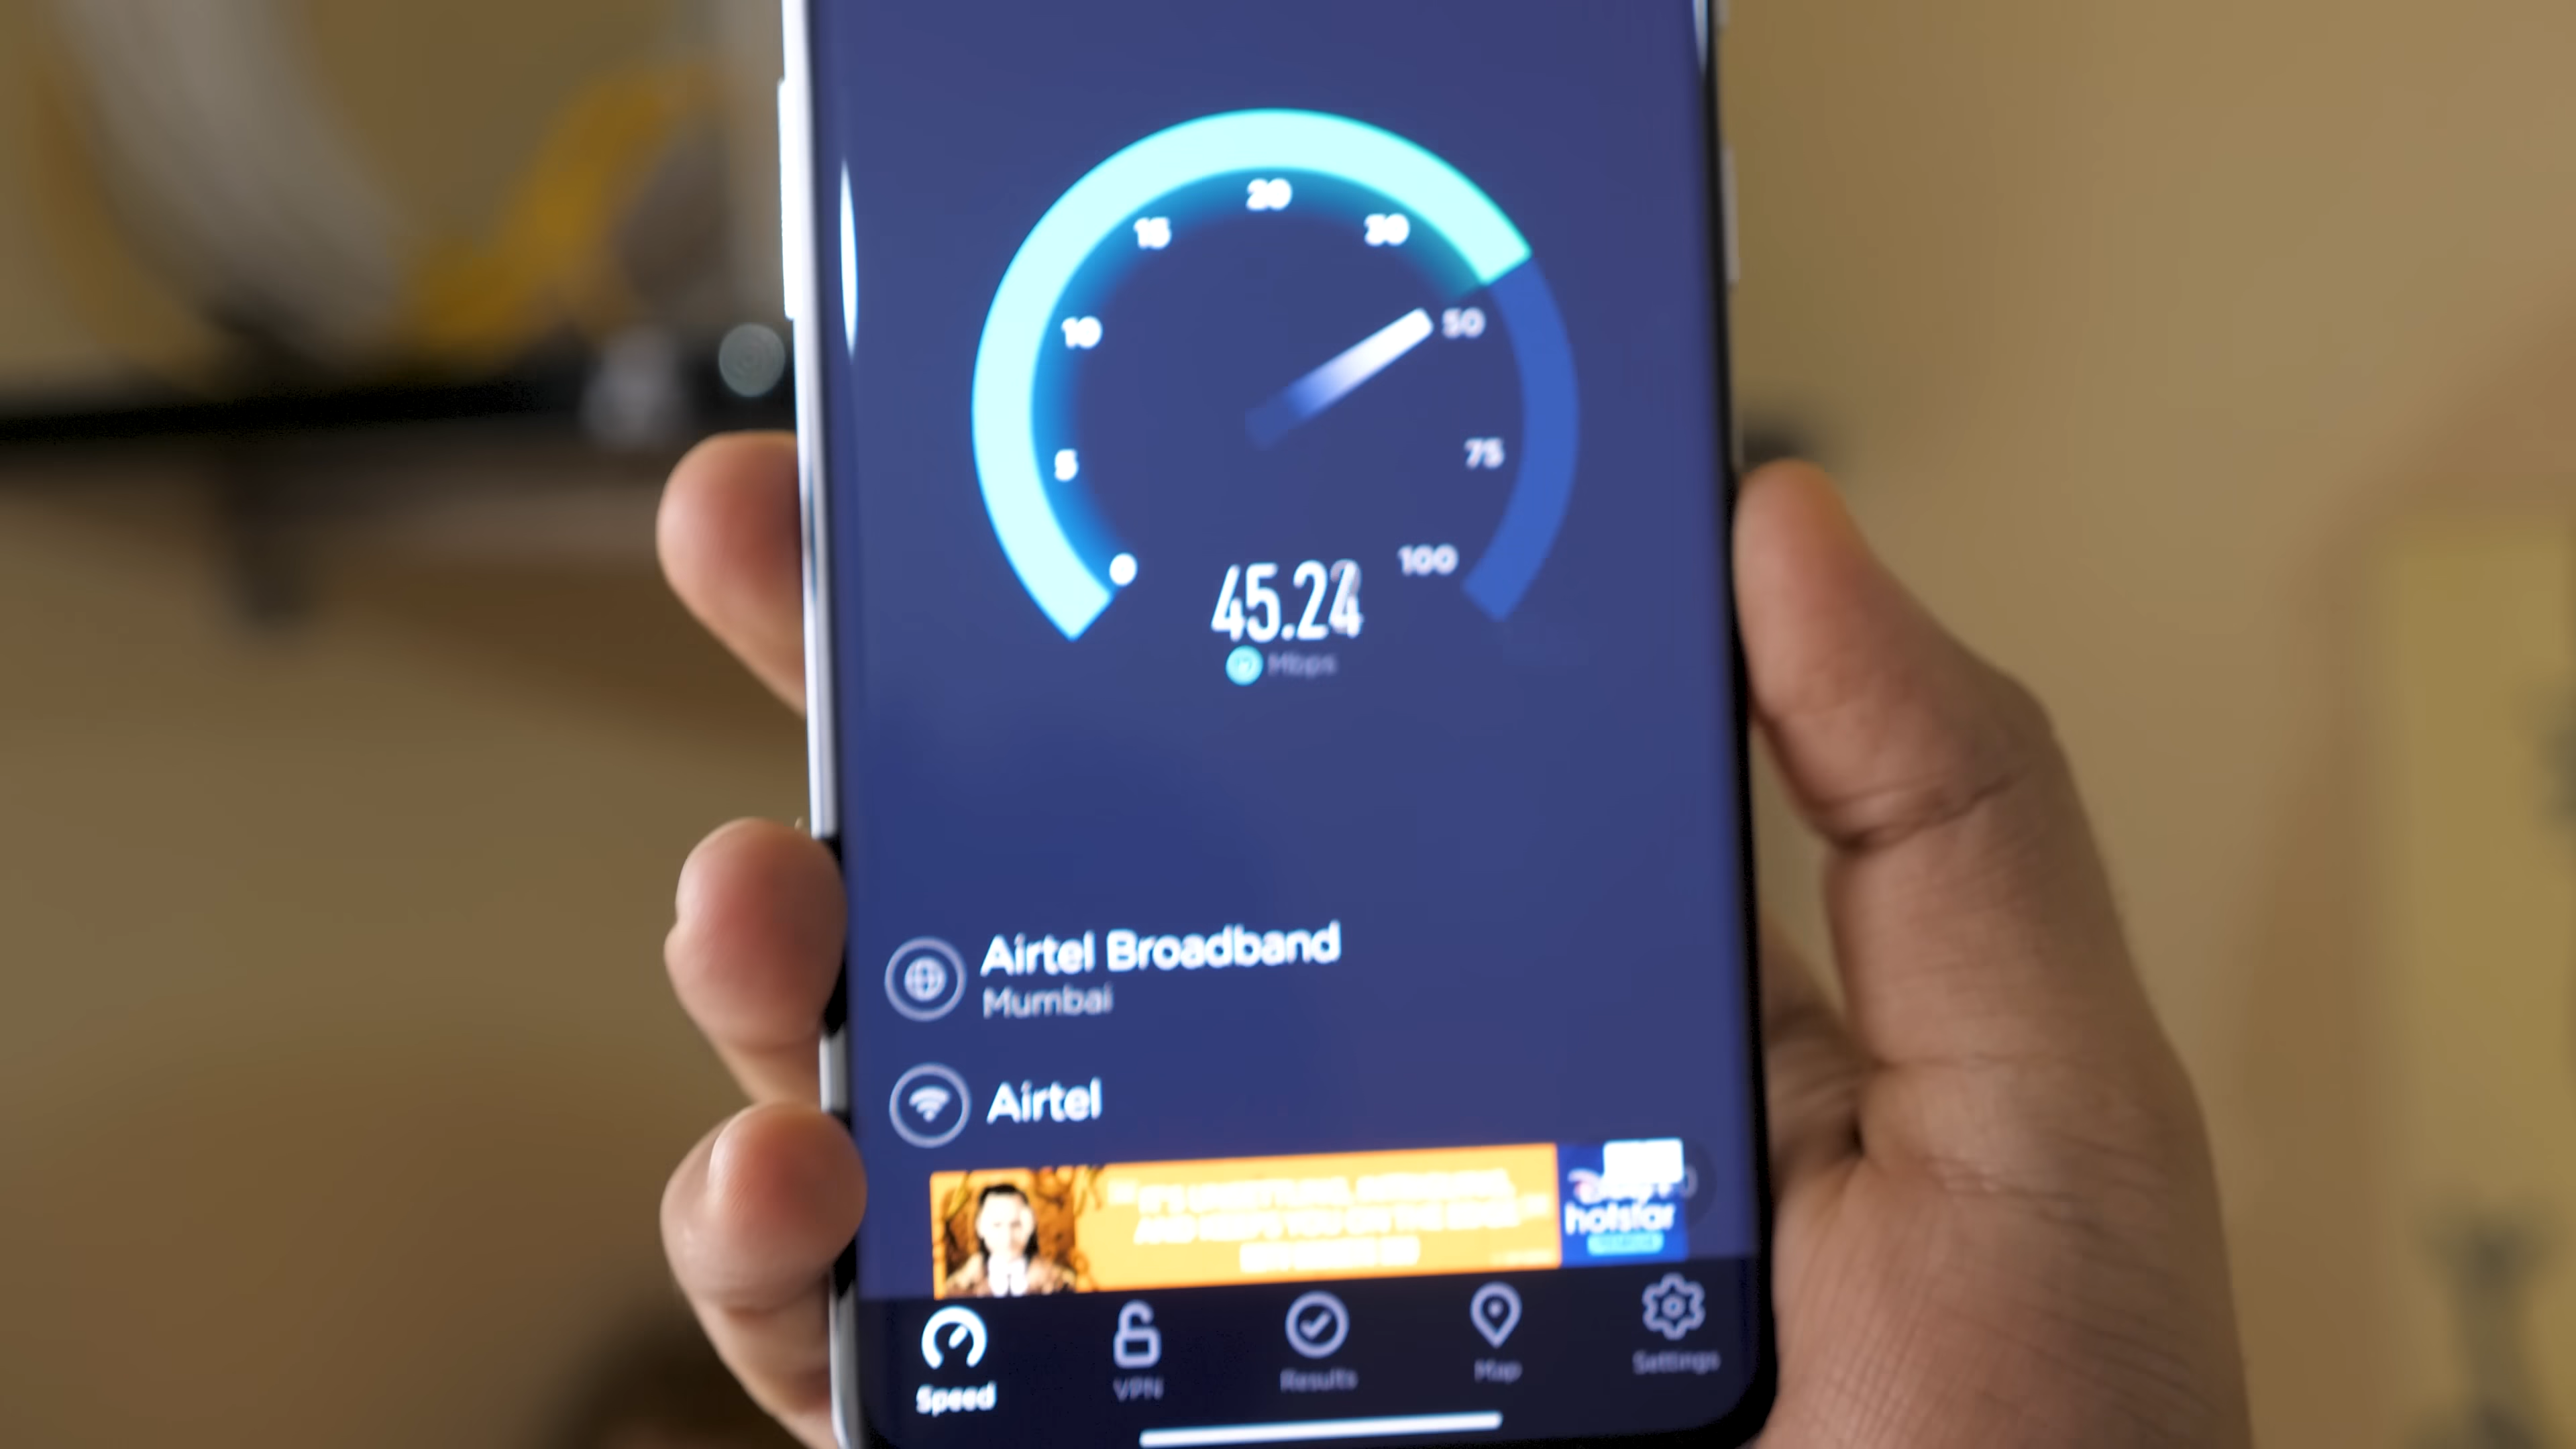 20
15
30
10
50
5
75
0
100
45.24
Mbps
Airtel Broadband
Mumbai
Airtel
hotstar
Speed
VPN
Results
Map
Settings